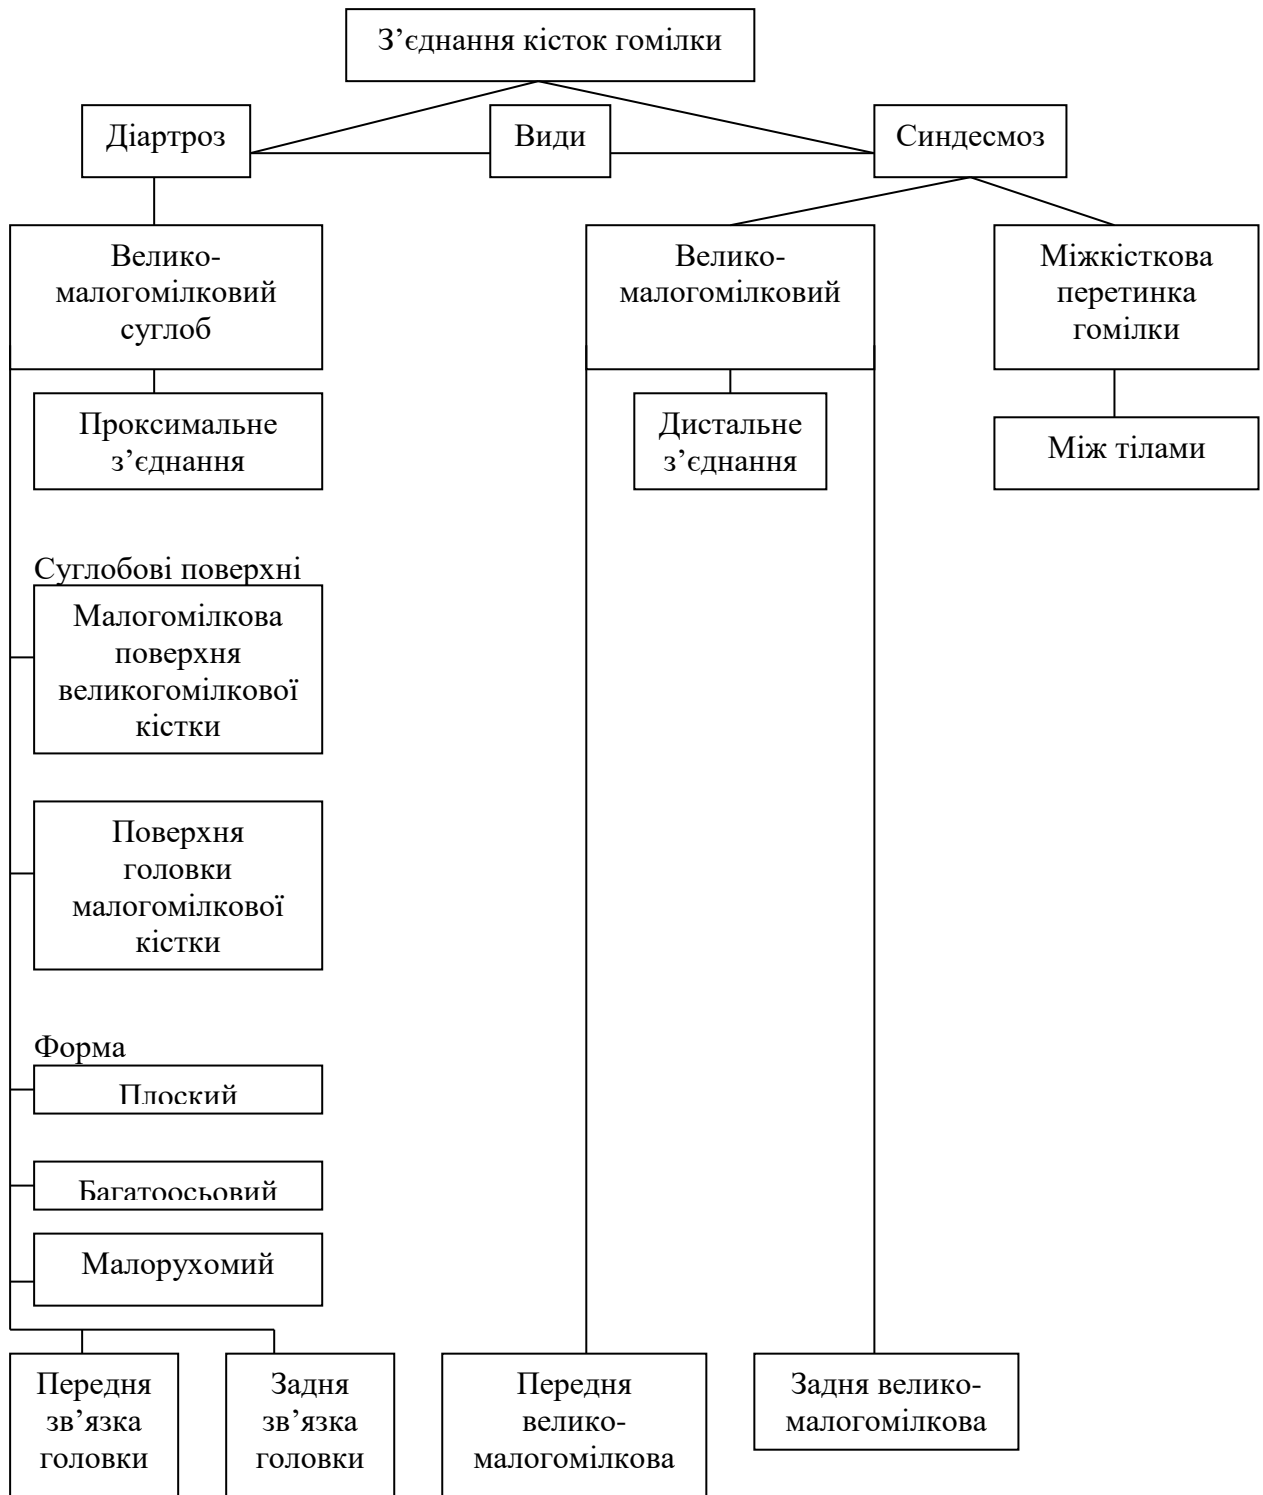 З’єднання кісток гомілки
Діартроз
Види
Синдесмоз
Велико-
малогомілковий
суглоб
Велико-
малогомілковий
Міжкісткова
перетинка
гомілки
Проксимальне
з’єднання
Дистальне
з’єднання
Між тілами
Суглобові поверхні
Малогомілкова
поверхня
великогомілкової
кістки
Поверхня
головки
малогомілкової
кістки
Форма
Плоский
Багатоосьовий
Малорухомий
Передня
зв’язка
головки
Задня
зв’язка
головки
Передня
велико-
малогомілкова
Задня велико-
малогомілкова